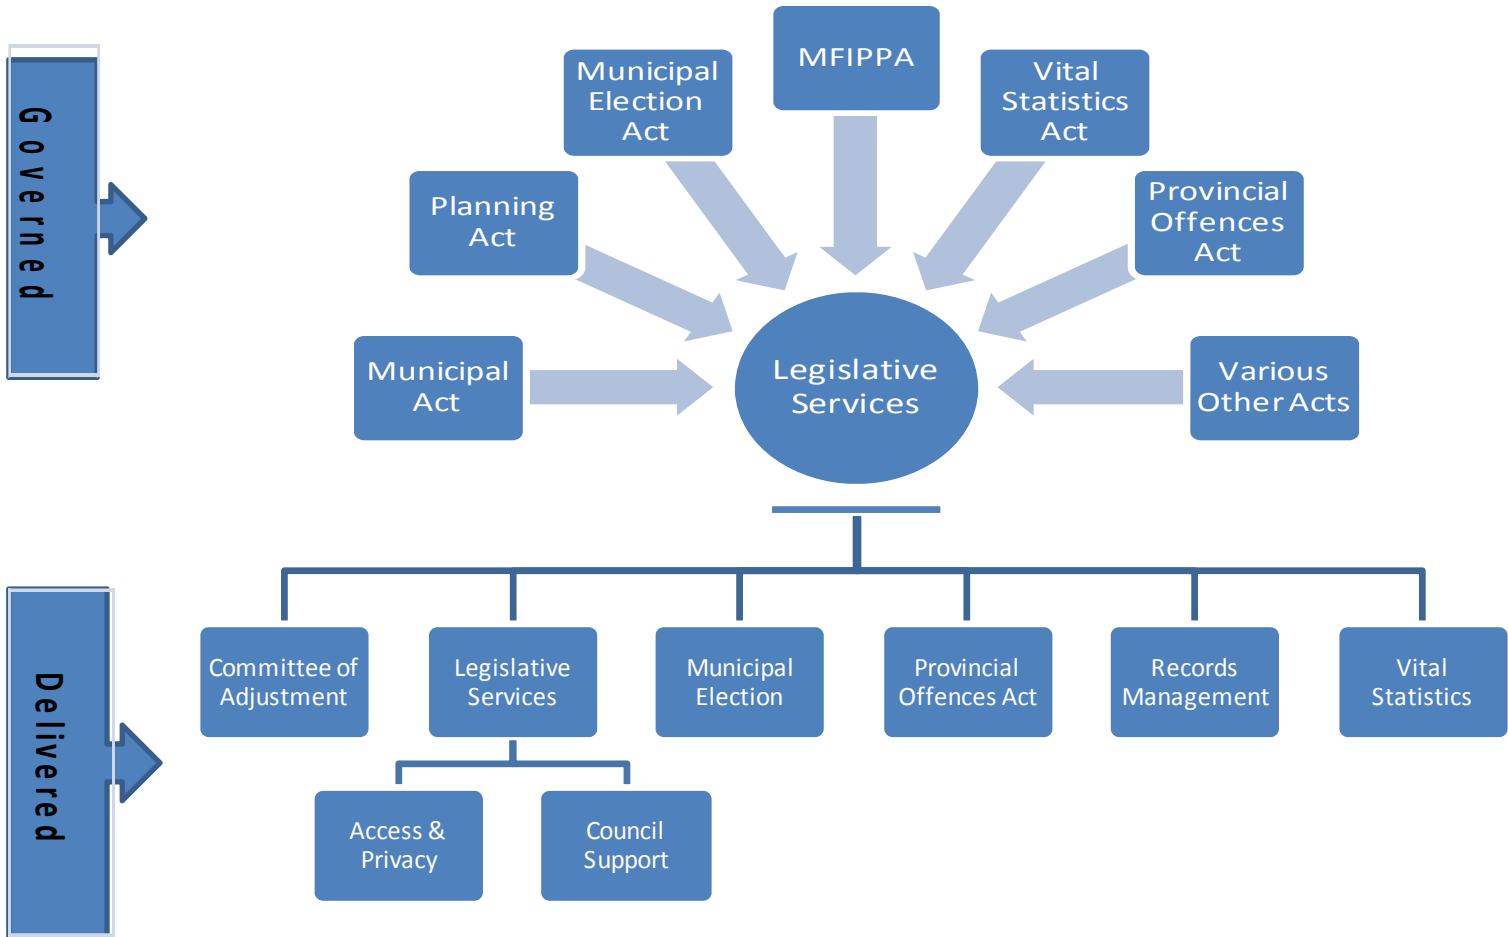 Governed
MFIPPA
Municipal
Election
Act
Vital
Statistics
Act
Planning
Act
Provincial
Offences
Act
Municipal
Act
Legislative
Services
Various
Other Acts
Delivered
Committee of
Adjustment
Legislative
Services
Municipal
Election
Provincial
Offences Act
Records
Management
Vital
Statistics
Access &
Privacy
Council
Support